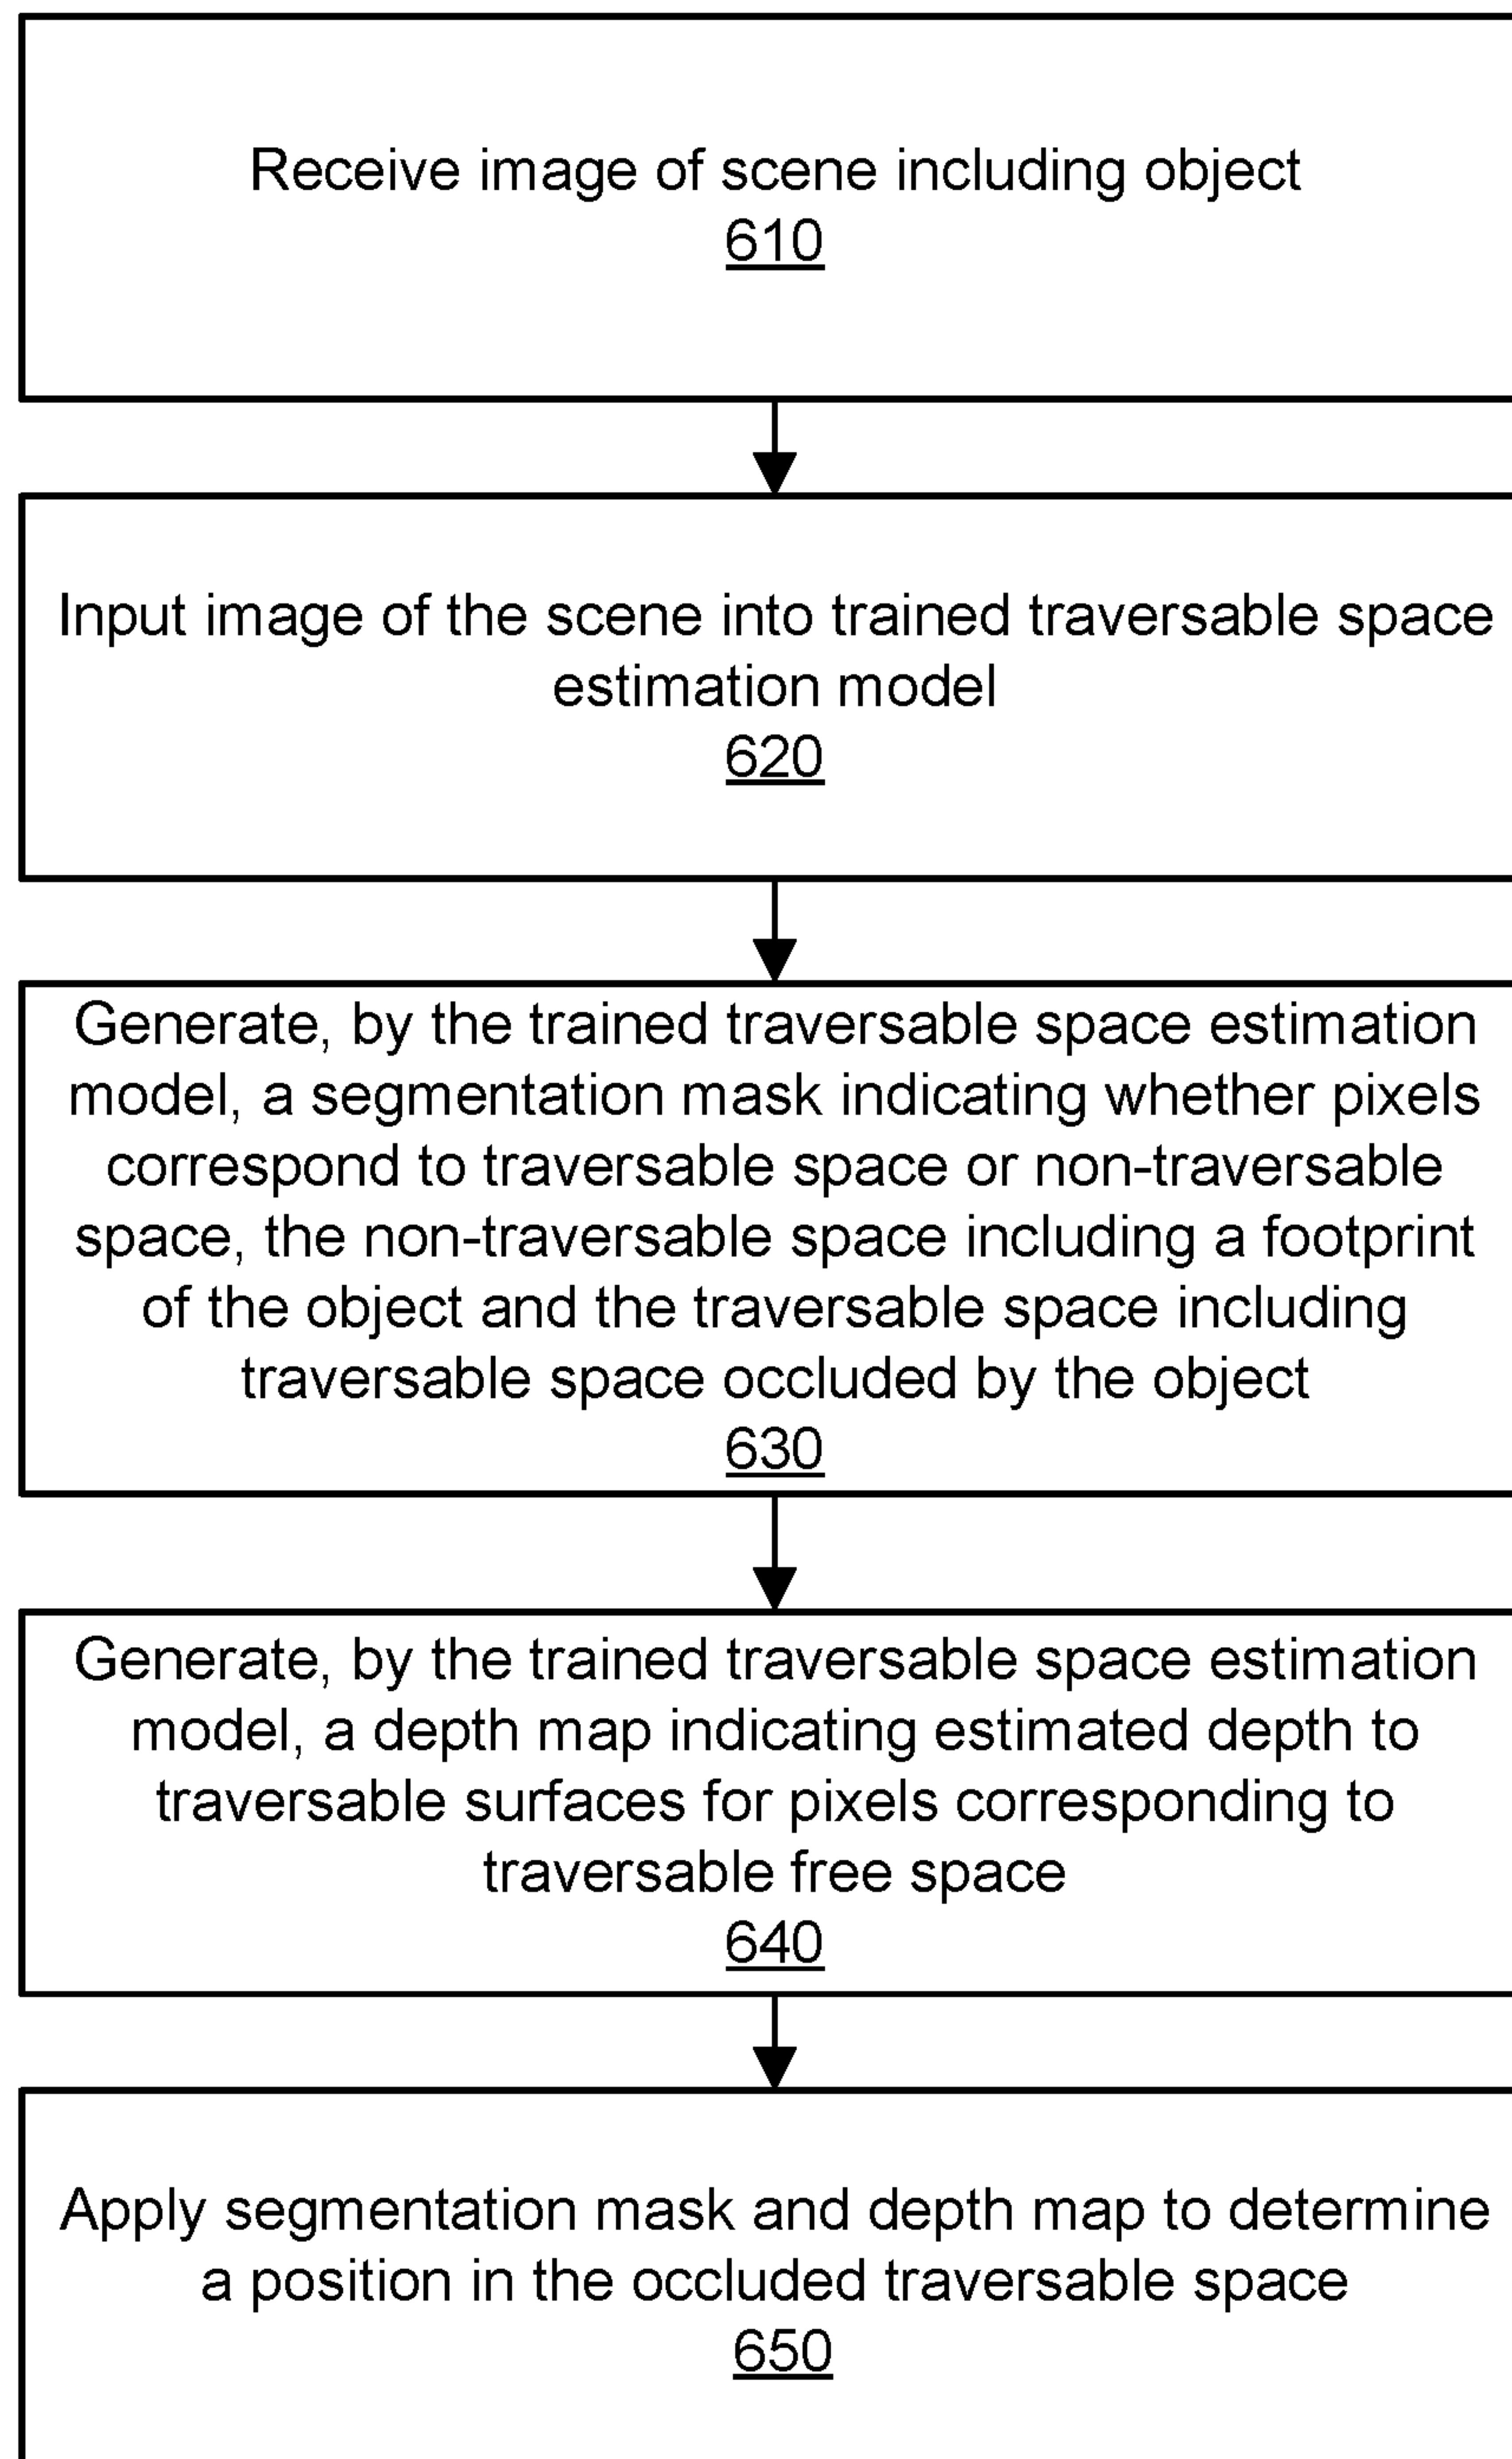 Receive image of scene including object
610
Input image of the scene into trained traversable space
estimation model
620
Generate, by the trained traversable space estimation
model, a segmentation mask indicating whether pixels
correspond to traversable space or non-traversable
space, the non-traversable space including a footprint
of the object and the traversable space including
traversable space occluded by the object
630
Generate, by the trained traversable space estimation
model, a depth map indicating estimated depth to
traversable surfaces for pixels corresponding to
traversable free space
640
Apply segmentation mask and depth map to determine
a position in the occluded traversable space
650